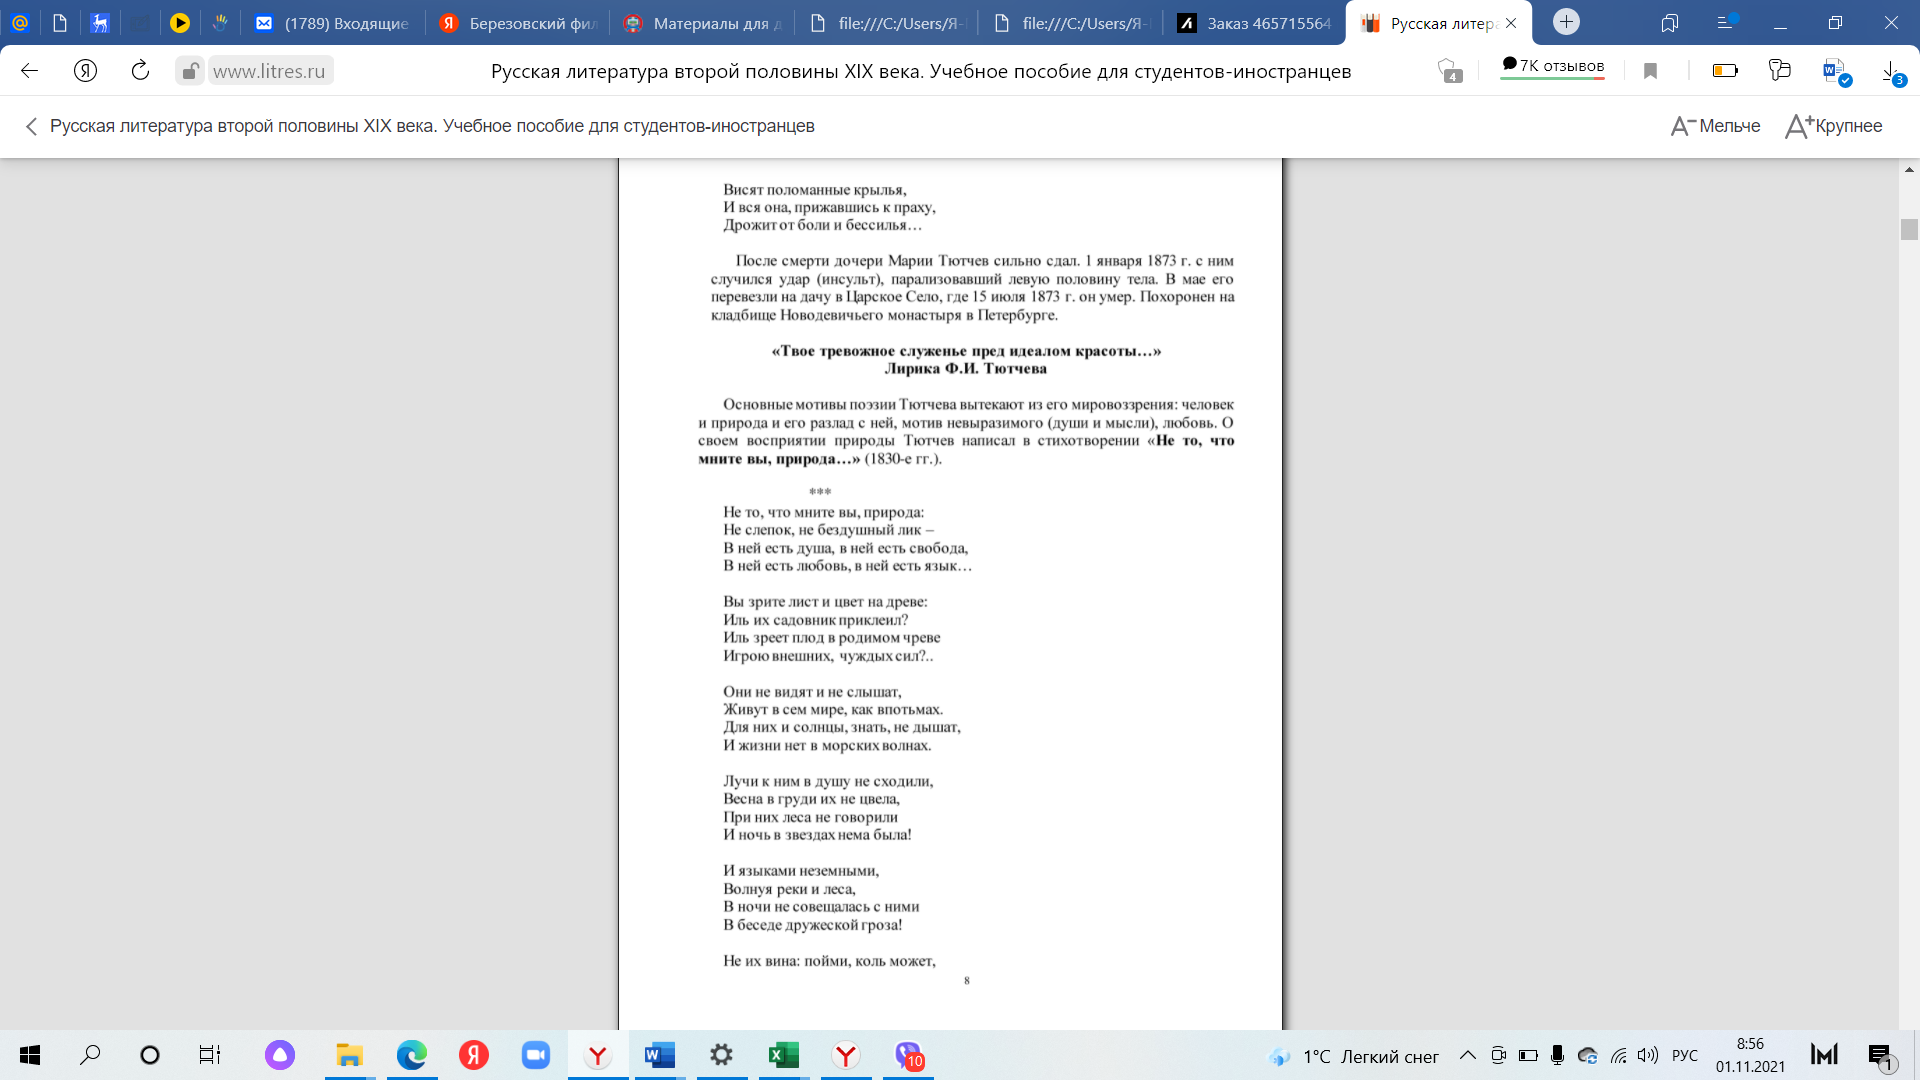 (1789) Входящие
Березовский фил
Материалы для д
file:///C:/Users/Я-
file:///C:/Users/Я-
Заказ 465715564
Русская литера
www.litres.ru
Русская литература второй половины XIX века. Учебное пособие для студентов-иностранцев
4
7K отзывов
3
Русская литература второй половины XIX века. Учебное пособие для студентов-иностранцев
A− Мельче
A+ Крупнее
Висят поломанные крылья,
И вся она, прижавшись к праху,
Дрожит от боли и бессилья…
После смерти дочери Марии Тютчев сильно сдал. 1 января 1873 г. с ним
случился удар (инсульт), парализовавший левую половину тела. В мае его
перевезли на дачу в Царское Село, где 15 июля 1873 г. он умер. Похоронен на
кладбище Новодевичьего монастыря в Петербурге.
«Твое тревожное служенье пред идеалом красоты…»
Лирика Ф.И. Тютчева
Основные мотивы поэзии Тютчева вытекают из его мировоззрения: человек
и природа и его разлад с ней, мотив невыразимого (души и мысли), любовь. О
своем восприятии природы Тютчев написал в стихотворении «Не то, что
мните вы, природа…» (1830-е гг.).
***
Не то, что мните вы, природа:
Не слепок, не бездушный лик –
В ней есть душа, в ней есть свобода,
В ней есть любовь, в ней есть язык…
Вы зрите лист и цвет на древе:
Иль их садовник приклеил?
Иль зреет плод в родимом чреве
Игрою внешних, чуждых сил?..
Они не видят и не слышат,
Живут в сем мире, как впотьмах.
Для них и солнцы, знать, не дышат,
И жизни нет в морских волнах.
Лучи к ним в душу не сходили,
Весна в груди их не цвела,
При них леса не говорили
И ночь в звездах нема была!
И языками неземными,
Волнуя реки и леса,
В ночи не совещалась с ними
В беседе дружеской гроза!
Не их вина: пойми, коль может,
8
10
1°C Легкий снег
РУС
8:56
01.11.2021
1